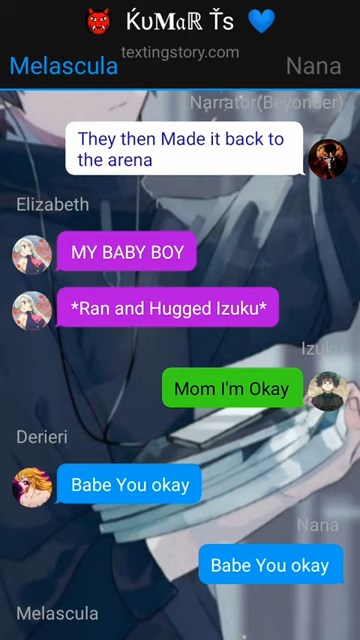 👹 ḰυᎷαℝ Ťs 💙
textingstory.com
Melascula Nana
Narrator(Beyonder)
They then Made it back to
the arena
Elizabeth
MY BABY BOY
*Ran and Hugged Izuku*
Izuku
Mom I'm Okay
Derieri
Babe You okay
Nana
Babe You okay
Melascula